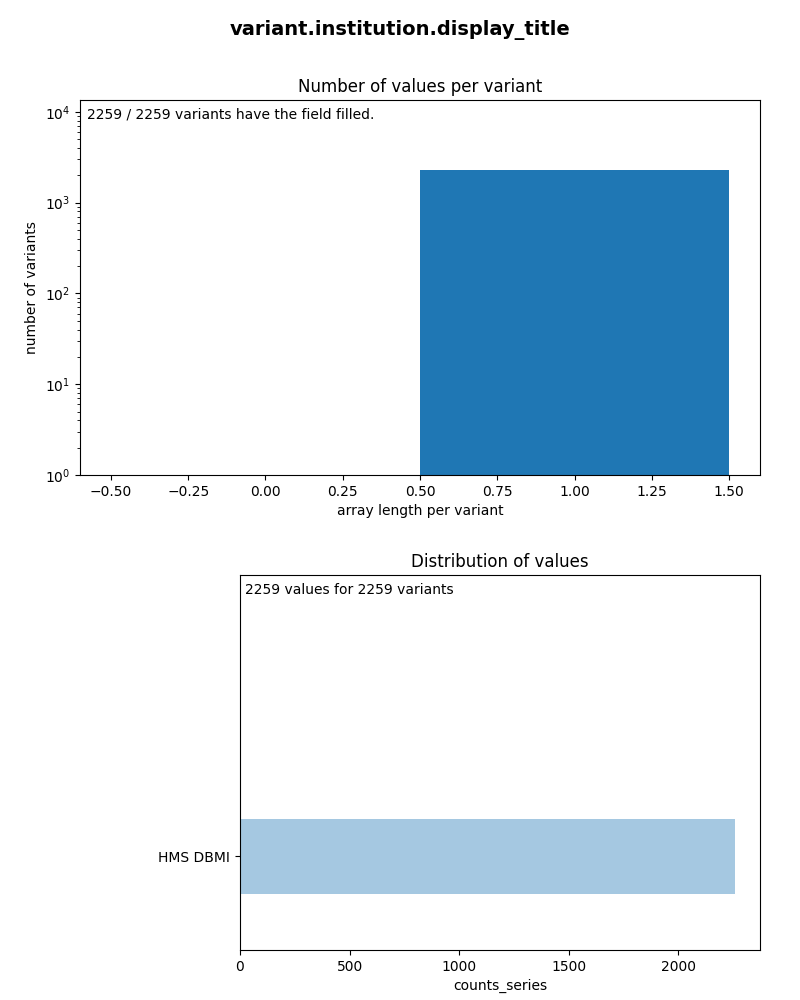 variant.institution.display_title
Number of values per variant
2259 / 2259 variants have the field filled.
10⁴
10³
10²
10¹
10⁰
number of variants
−0.50 −0.25 0.00 0.25 0.50 0.75 1.00 1.25 1.50
array length per variant
Distribution of values
2259 values for 2259 variants
HMS DBMI
0 500 1000 1500 2000
counts_series